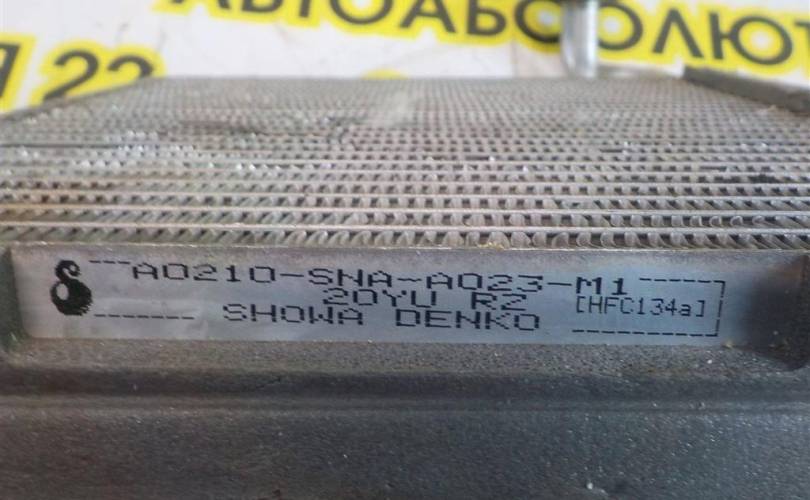 АВТОАБСОЛЮТ
Я 22
A0210-SNA-A023-M1
20YU RZ [HFC134a]
SHOWA DENKO